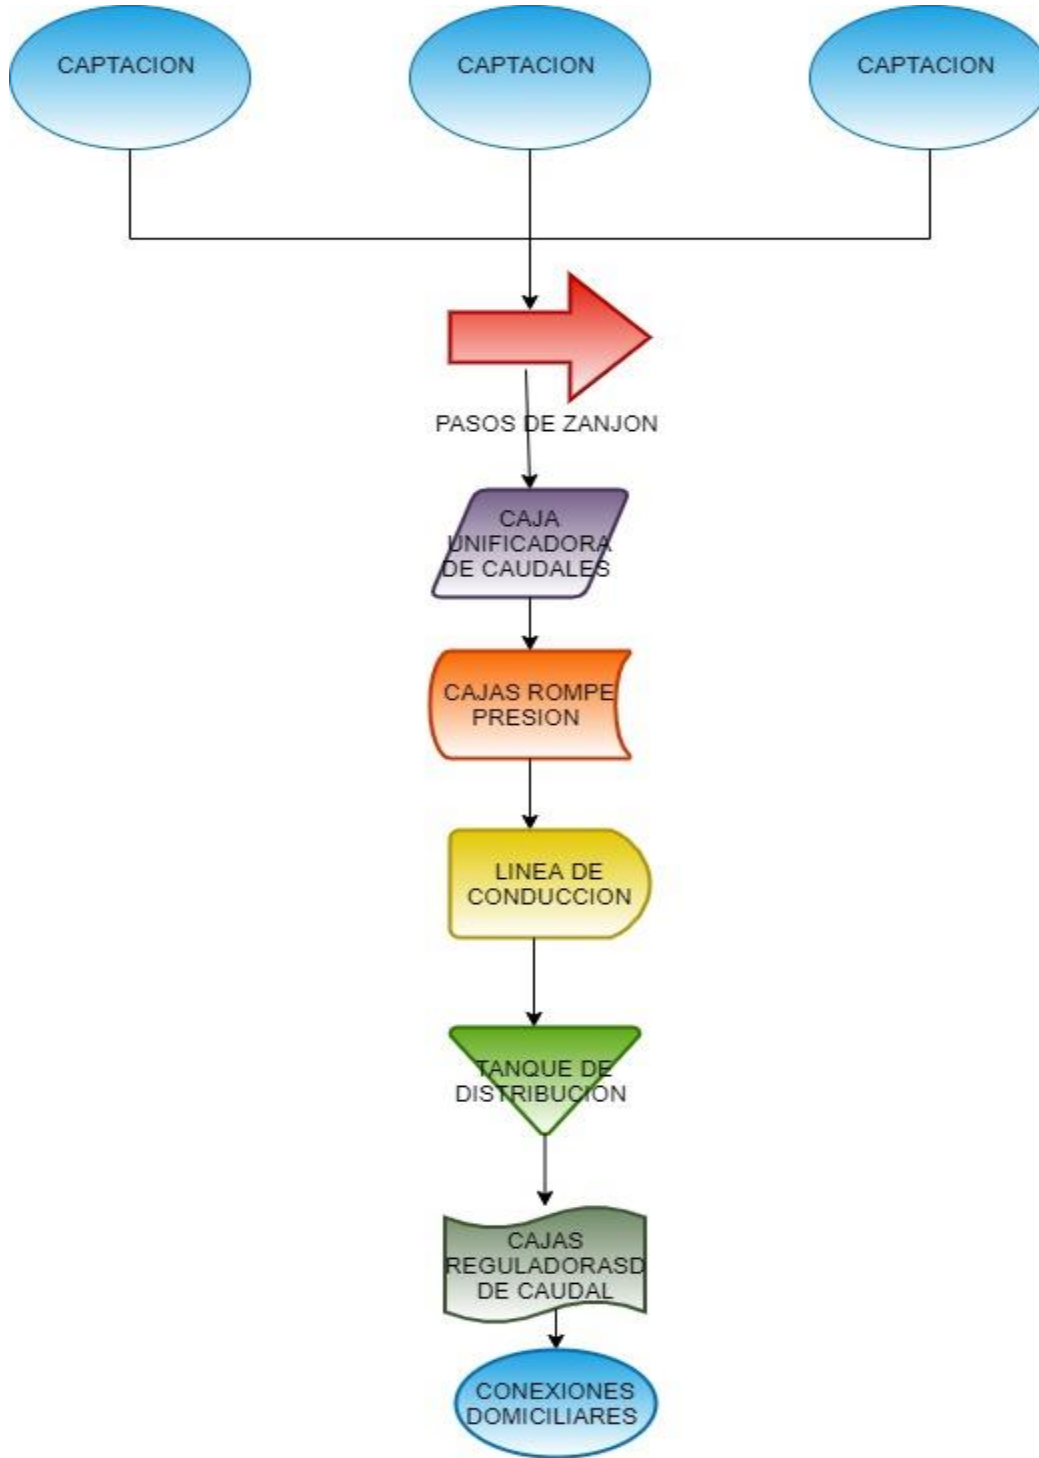 CAPTACION
CAPTACION
CAPTACION
PASOS DE ZANJON
CAJA
UNIFICADORA
DE CAUDALES
CAJAS ROMPE
PRESION
LINEA DE
CONDUCCION
TANQUE DE
DISTRIBUCION
CAJAS
REGULADORASD
DE CAUDAL
CONEXIONES
DOMICILIARES